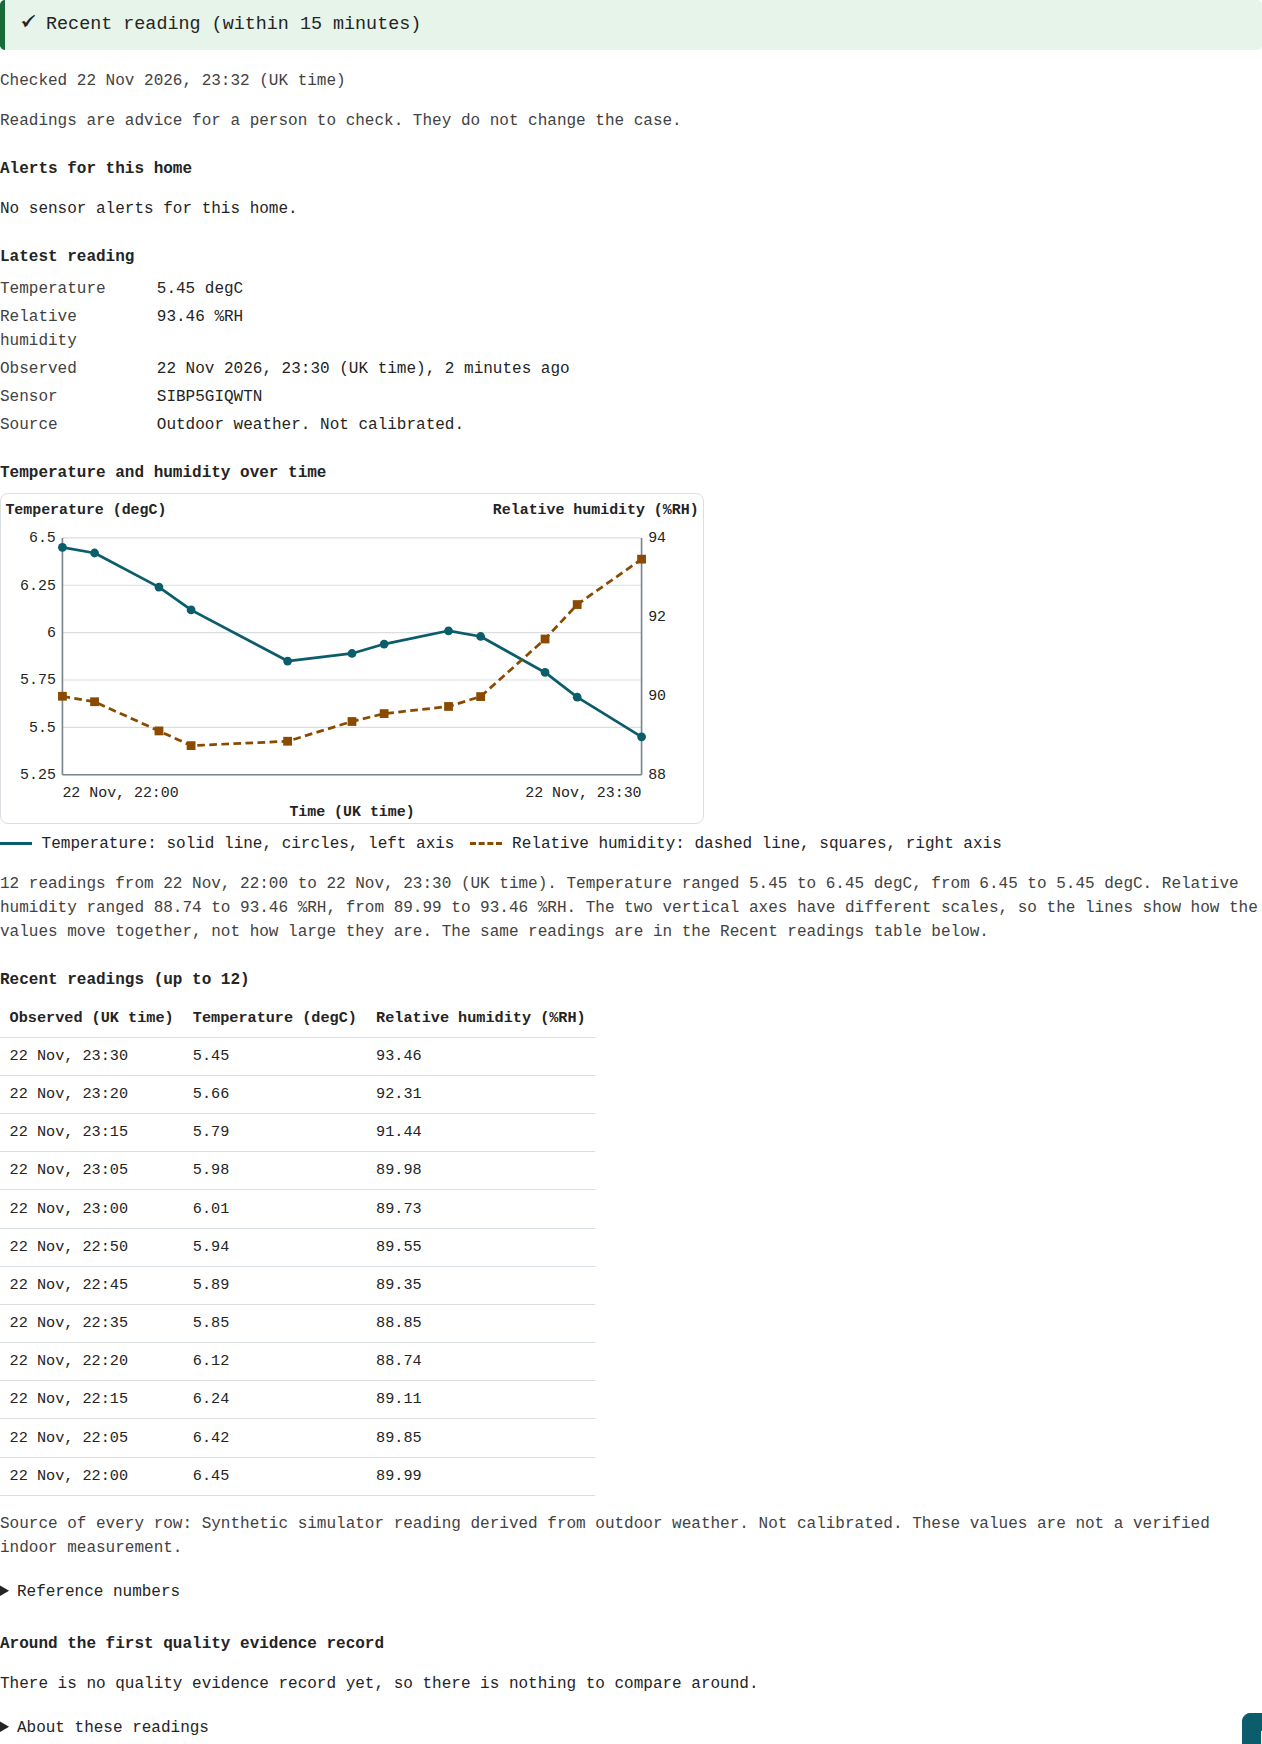 ✓ Recent reading (within 15 minutes)
Checked 22 Nov 2026, 23:32 (UK time)
Readings are advice for a person to check. They do not change the case.
Alerts for this home
No sensor alerts for this home.
Latest reading
Temperature 5.45 degC
Relative humidity 93.46 %RH
Observed 22 Nov 2026, 23:30 (UK time), 2 minutes ago
Sensor SIBP5GIQWTN
Source Outdoor weather. Not calibrated.
Temperature and humidity over time
Temperature (degC) Relative humidity (%RH)
6.5 94
6.25
6 92
5.75 90
5.5
5.25 88
22 Nov, 22:00 22 Nov, 23:30
Time (UK time)
Temperature: solid line, circles, left axis Relative humidity: dashed line, squares, right axis
12 readings from 22 Nov, 22:00 to 22 Nov, 23:30 (UK time). Temperature ranged 5.45 to 6.45 degC, from 6.45 to 5.45 degC. Relative
humidity ranged 88.74 to 93.46 %RH, from 89.99 to 93.46 %RH. The two vertical axes have different scales, so the lines show how the
values move together, not how large they are. The same readings are in the Recent readings table below.
Recent readings (up to 12)
Observed (UK time) Temperature (degC) Relative humidity (%RH)
22 Nov, 23:30 5.45 93.46
22 Nov, 23:20 5.66 92.31
22 Nov, 23:15 5.79 91.44
22 Nov, 23:05 5.98 89.98
22 Nov, 23:00 6.01 89.73
22 Nov, 22:50 5.94 89.55
22 Nov, 22:45 5.89 89.35
22 Nov, 22:35 5.85 88.85
22 Nov, 22:20 6.12 88.74
22 Nov, 22:15 6.24 89.11
22 Nov, 22:05 6.42 89.85
22 Nov, 22:00 6.45 89.99
Source of every row: Synthetic simulator reading derived from outdoor weather. Not calibrated. These values are not a verified
indoor measurement.
Reference numbers
Around the first quality evidence record
There is no quality evidence record yet, so there is nothing to compare around.
About these readings